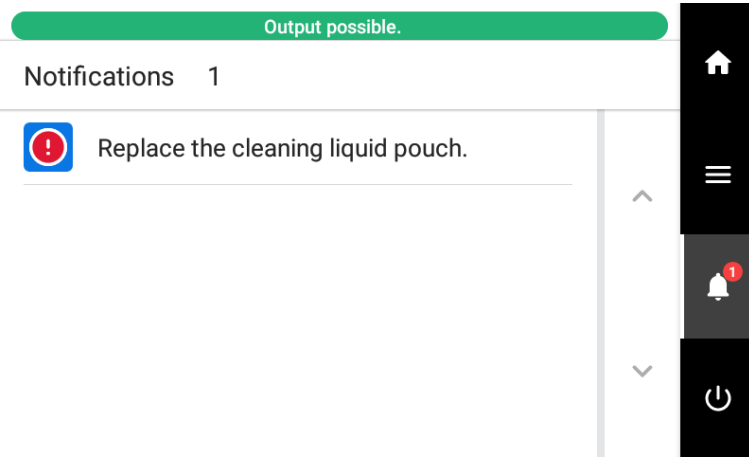 Output possible.
Notifications 1
Replace the cleaning liquid pouch.
1